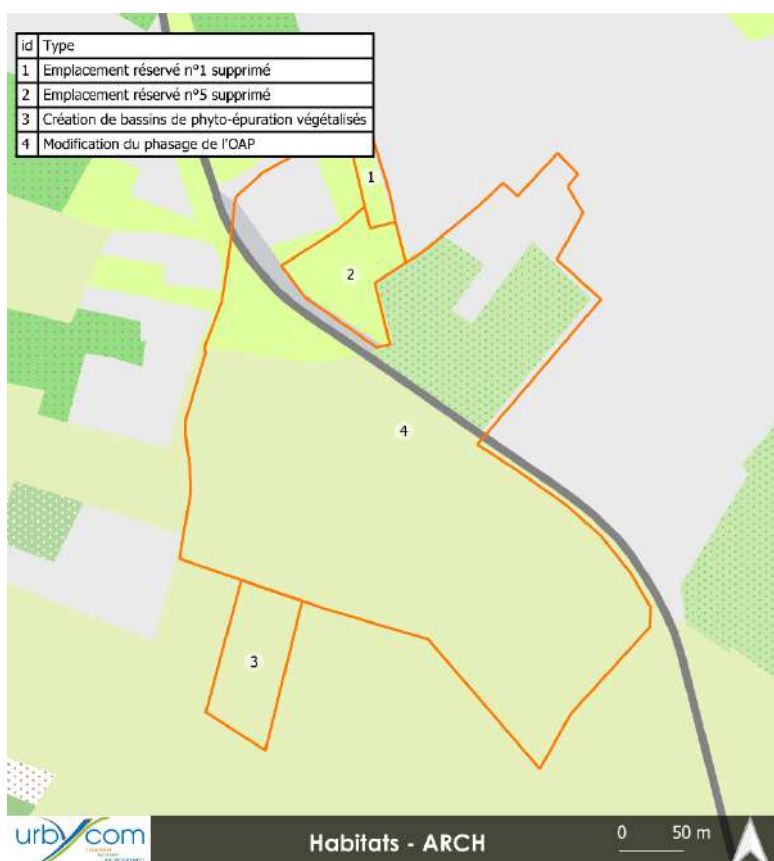 id Type
1 Emplacement réservé n°1 supprimé
2 Emplacement réservé n°5 supprimé
3 Création de bassins de phyto-épuration végétalisés
4 Modification du phasage de l'OAP
1
2
4
3
urbycom
Habitats - ARCH
0 50 m